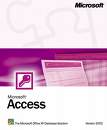 Microsoft
Microsoft
Access
The Microsoft Office XP Database Solution
Version 2002